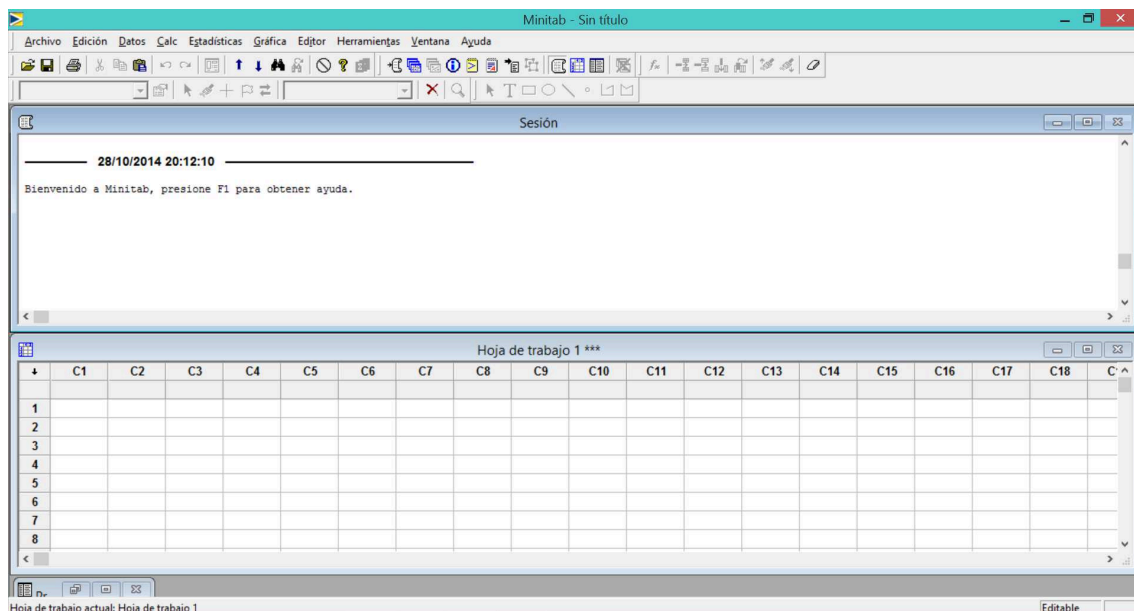 Minitab - Sin título
Archivo Edición Datos Calc Estadísticas Gráfica Editor Herramientas Ventana Ayuda
Sesión
28/10/2014 20:12:10
Bienvenido a Minitab, presione F1 para obtener ayuda.
Hoja de trabajo 1 ***
C1 C2 C3 C4 C5 C6 C7 C8 C9 C10 C11 C12 C13 C14 C15 C16 C17 C18
1
2
3
4
5
6
7
8
Hoja de trabajo actual: Hoja de trabajo 1 Editable